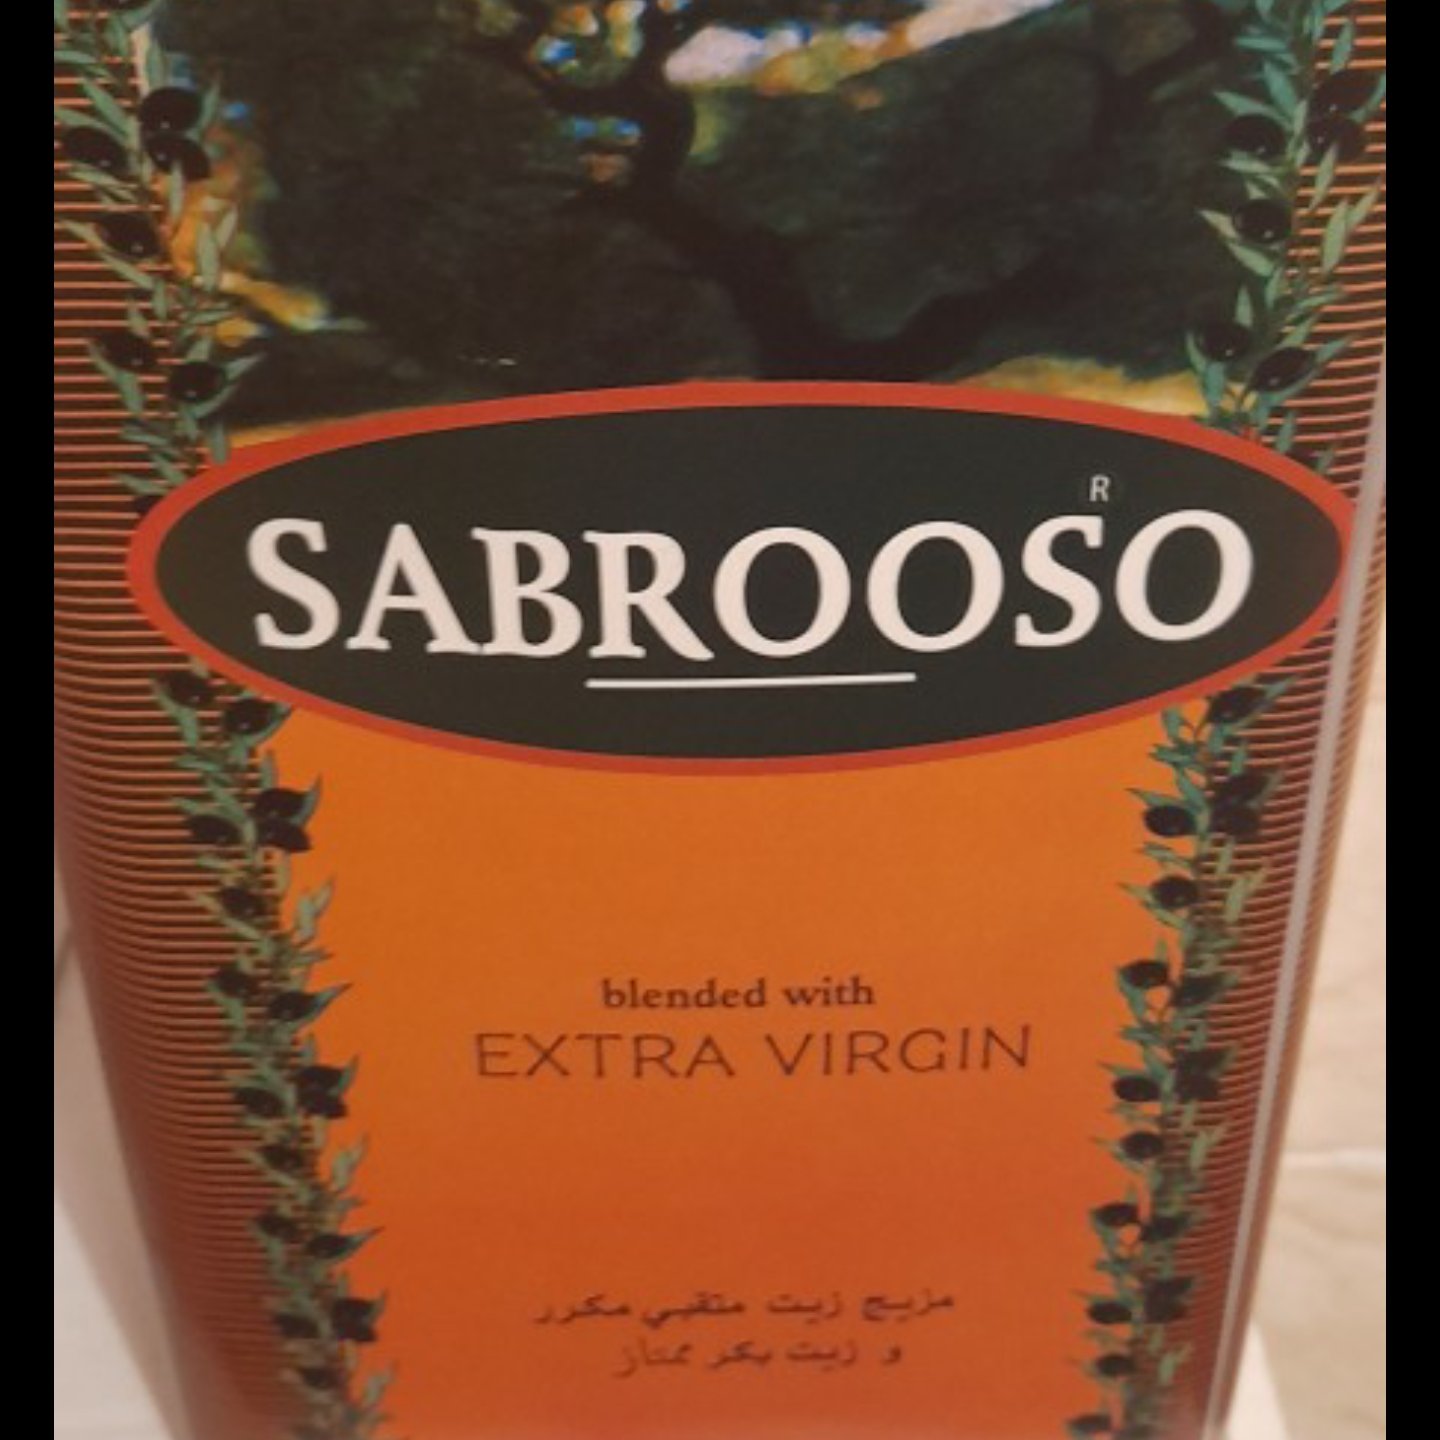 SABROOSO
R
blended with
EXTRA VIRGIN
مزيج زيت متقبي مكرر
و زيت بكر ممتاز